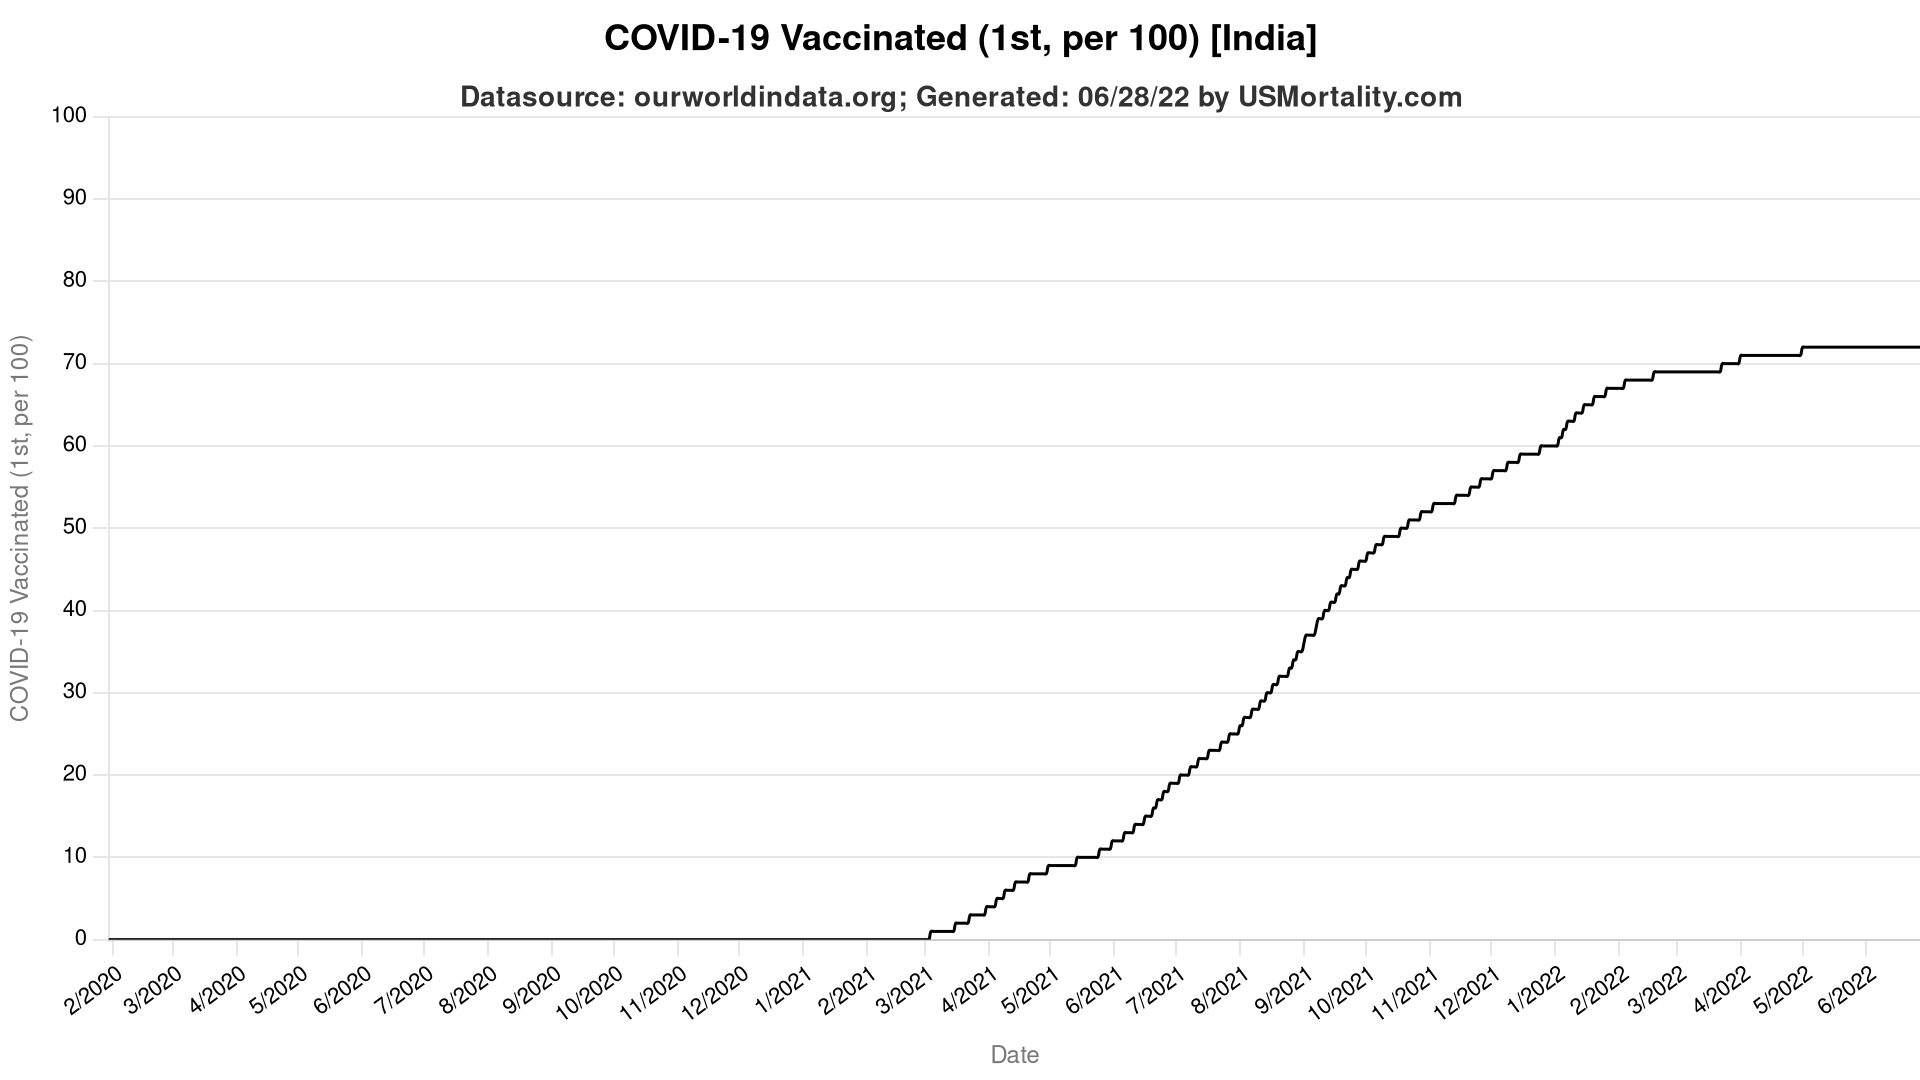 COVID-19 Vaccinated (1st, per 100) [India]
Datasource: ourworldindata.org; Generated: 06/28/22 by USMortality.com
COVID-19 Vaccinated (1st, per 100)
100
90
80
70
60
50
40
30
20
10
0
2/2020 3/2020 4/2020 5/2020 6/2020 7/2020 8/2020 9/2020 10/2020 11/2020 12/2020 1/2021 2/2021 3/2021 4/2021 5/2021 6/2021 7/2021 8/2021 9/2021 10/2021 11/2021 12/2021 1/2022 2/2022 3/2022 4/2022 5/2022 6/2022
Date